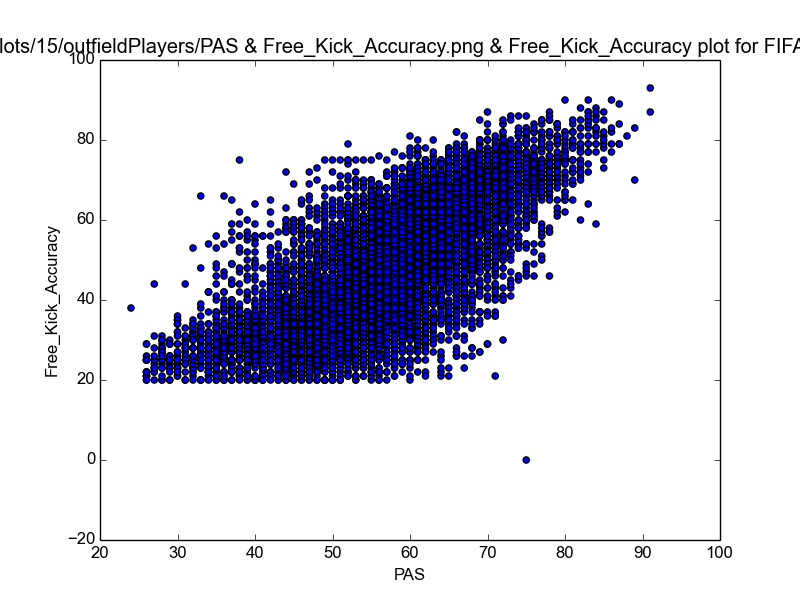 lots/15/outfieldPlayers/PAS & Free_Kick_Accuracy.png & Free_Kick_Accuracy plot for FIFA
100
80
60
40
20
0
−20
Free_Kick_Accuracy
20 30 40 50 60 70 80 90 100
PAS